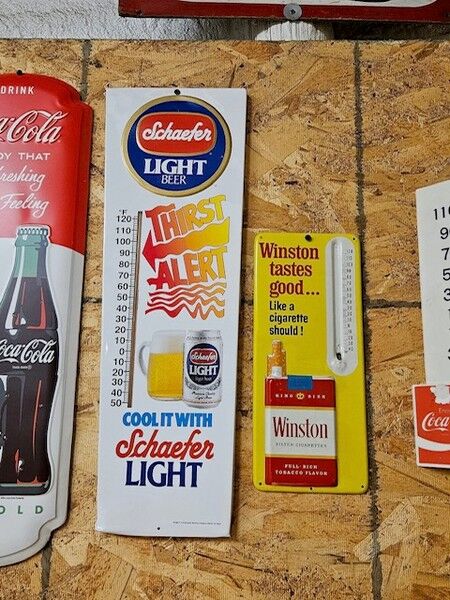 DRINK
Coca-Cola
OY THAT
freshing
Feeling
Coca-Cola
OLD
Schaefer
LIGHT
BEER
THIRST
ALERT
°F
120
110
100
90
80
70
60
50
40
30
20
10
0
10
20
30
40
50
Schaefer
LIGHT
COOL IT WITH
Schaefer
LIGHT
Winston
tastes
good...
Like a
cigarette
should!
KING SIZE
Winston
FILTER CIGARETTES
FULL·RICH
TOBACCO FLAVOR
110
Coca